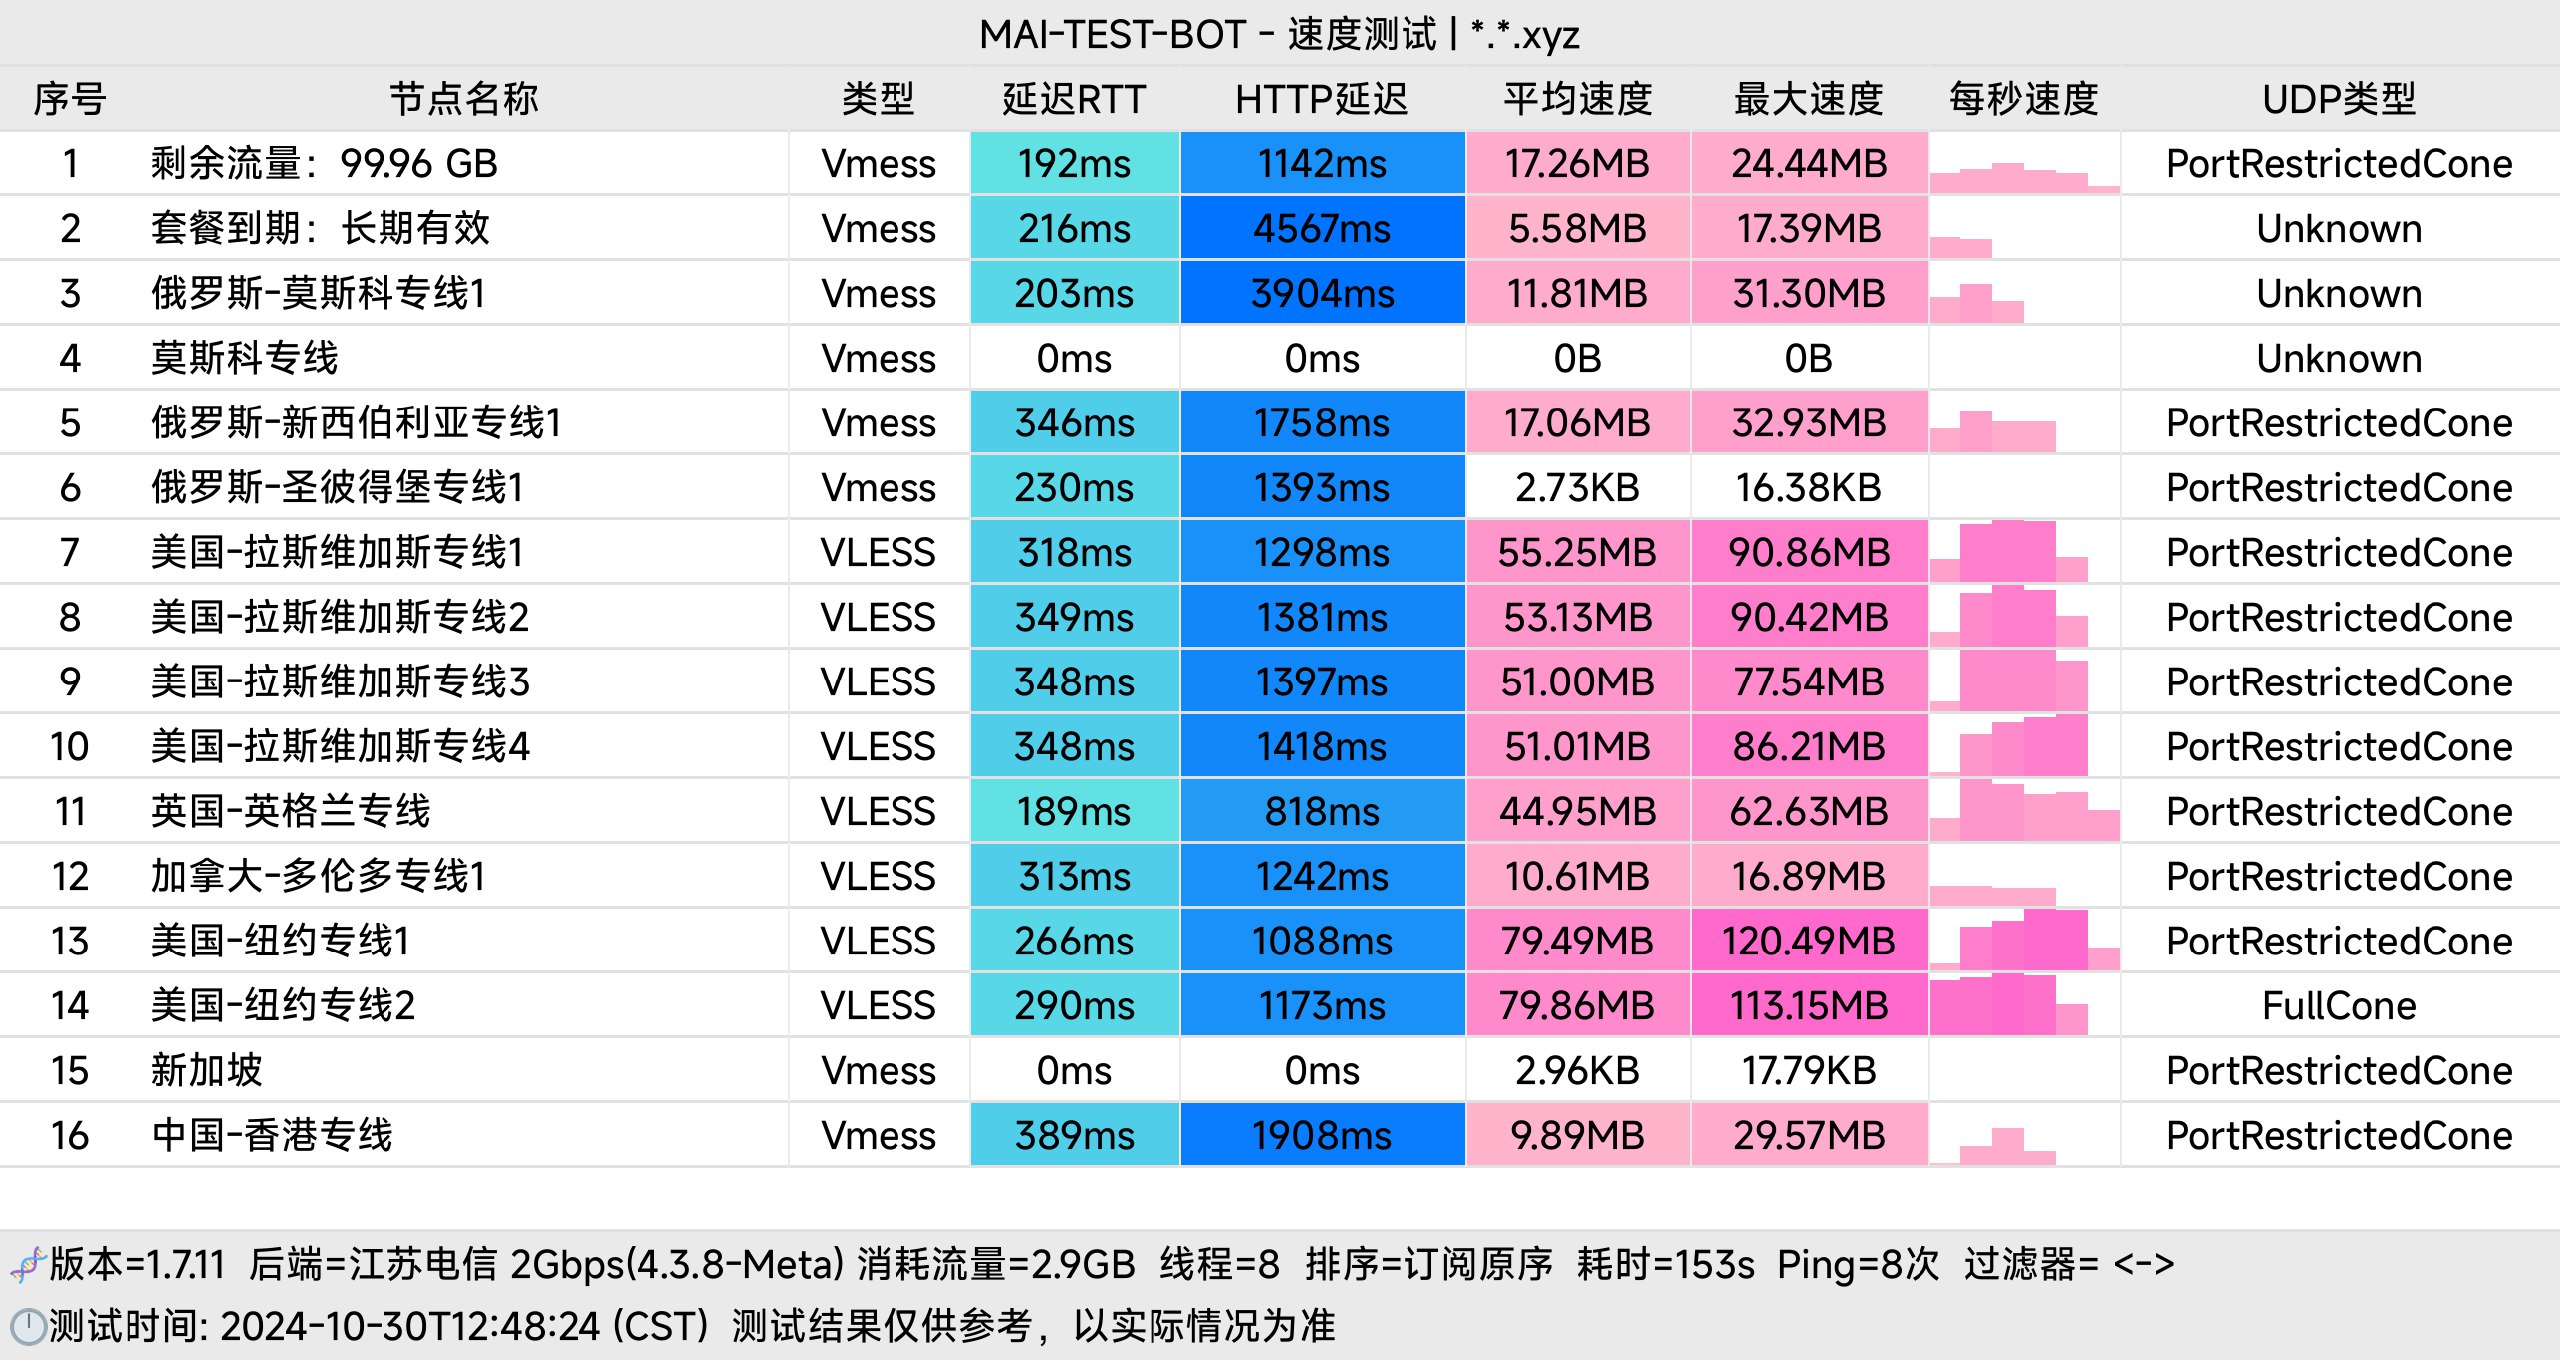 MAI-TEST-BOT - 速度测试 | *.*.xyz
序号 节点名称 类型 延迟RTT HTTP延迟 平均速度 最大速度 每秒速度 UDP类型
1 剩余流量：99.96 GB Vmess 192ms 1142ms 17.26MB 24.44MB PortRestrictedCone
2 套餐到期：长期有效 Vmess 216ms 4567ms 5.58MB 17.39MB Unknown
3 俄罗斯-莫斯科专线1 Vmess 203ms 3904ms 11.81MB 31.30MB Unknown
4 莫斯科专线 Vmess 0ms 0ms 0B 0B Unknown
5 俄罗斯-新西伯利亚专线1 Vmess 346ms 1758ms 17.06MB 32.93MB PortRestrictedCone
6 俄罗斯-圣彼得堡专线1 Vmess 230ms 1393ms 2.73KB 16.38KB PortRestrictedCone
7 美国-拉斯维加斯专线1 VLESS 318ms 1298ms 55.25MB 90.86MB PortRestrictedCone
8 美国-拉斯维加斯专线2 VLESS 349ms 1381ms 53.13MB 90.42MB PortRestrictedCone
9 美国-拉斯维加斯专线3 VLESS 348ms 1397ms 51.00MB 77.54MB PortRestrictedCone
10 美国-拉斯维加斯专线4 VLESS 348ms 1418ms 51.01MB 86.21MB PortRestrictedCone
11 英国-英格兰专线 VLESS 189ms 818ms 44.95MB 62.63MB PortRestrictedCone
12 加拿大-多伦多专线1 VLESS 313ms 1242ms 10.61MB 16.89MB PortRestrictedCone
13 美国-纽约专线1 VLESS 266ms 1088ms 79.49MB 120.49MB PortRestrictedCone
14 美国-纽约专线2 VLESS 290ms 1173ms 79.86MB 113.15MB FullCone
15 新加坡 Vmess 0ms 0ms 2.96KB 17.79KB PortRestrictedCone
16 中国-香港专线 Vmess 389ms 1908ms 9.89MB 29.57MB PortRestrictedCone
版本=1.7.11 后端=江苏电信 2Gbps(4.3.8-Meta) 消耗流量=2.9GB 线程=8 排序=订阅原序 耗时=153s Ping=8次 过滤器= <->
测试时间: 2024-10-30T12:48:24 (CST) 测试结果仅供参考，以实际情况为准